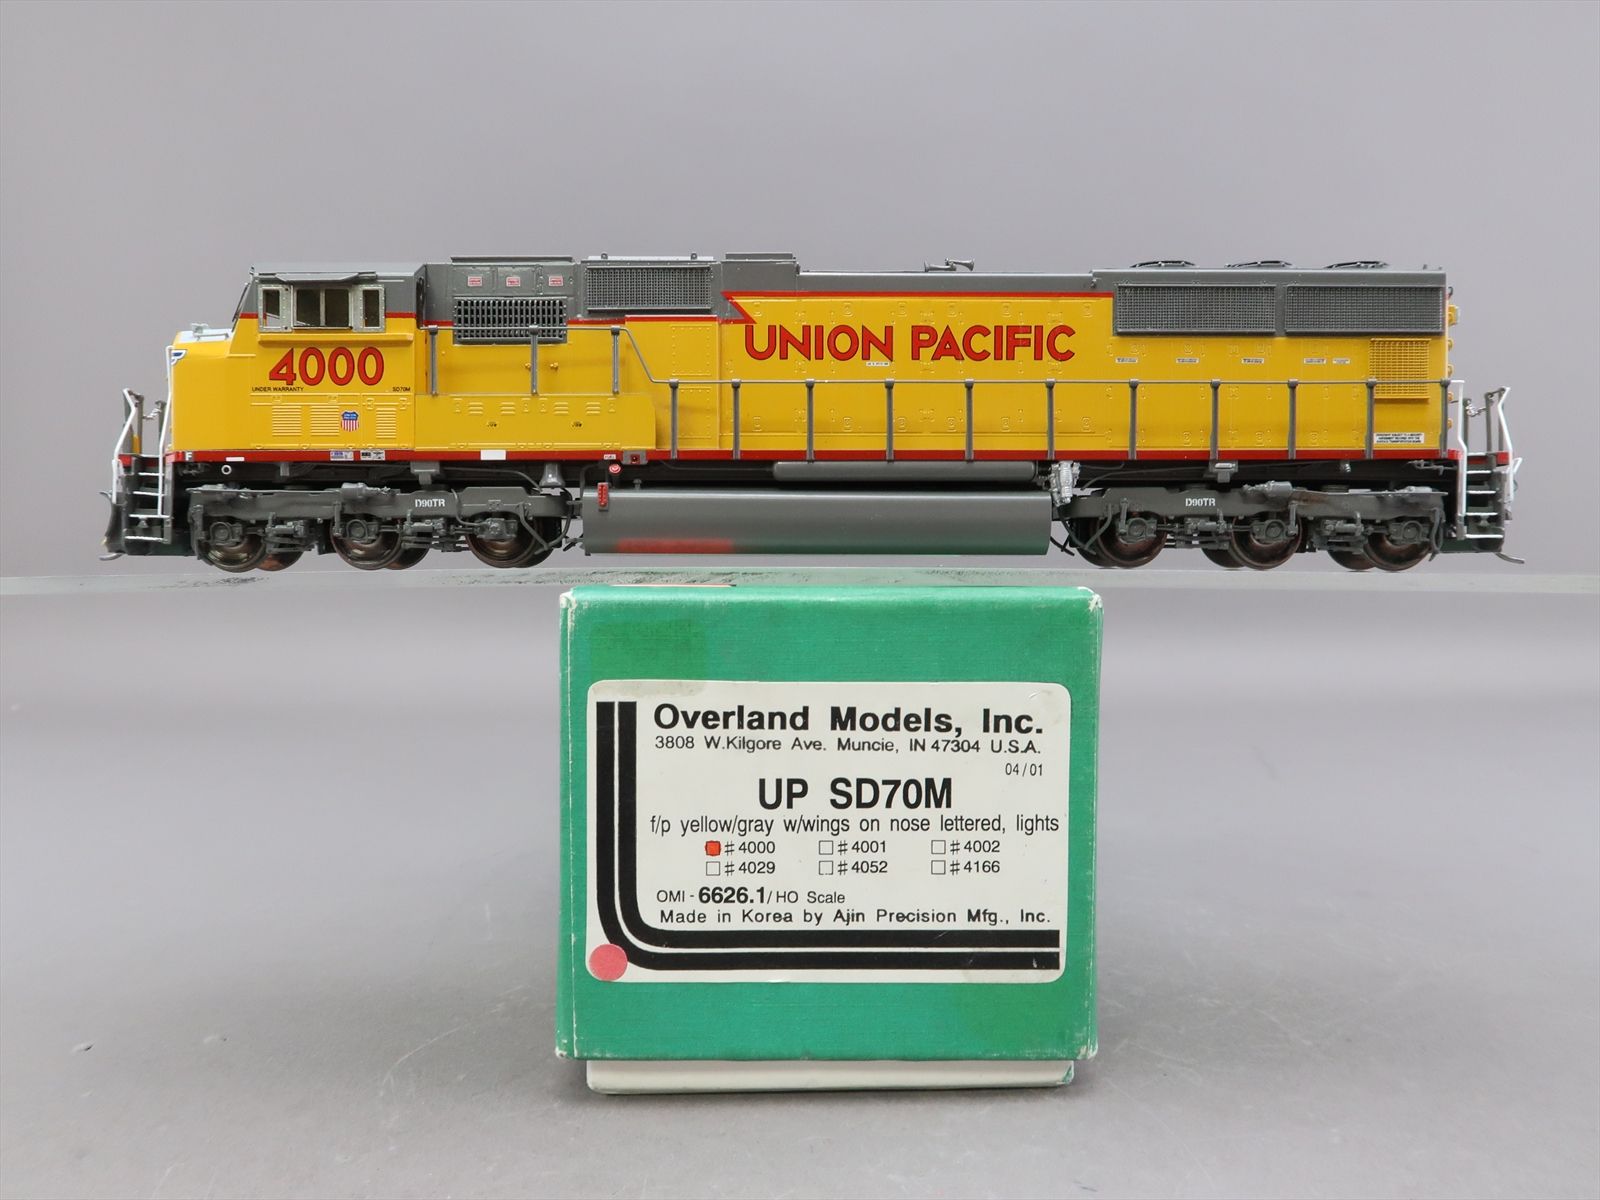 4000
UNION PACIFIC
UNDER WARRANTY SD70M
F
D90TR
D90TR
Overland Models, Inc.
3808 W.Kilgore Ave. Muncie, IN 47304 U.S.A.
04/01
UP SD70M
f/p yellow/gray w/wings on nose lettered, lights
#4000 #4001 #4002
#4029 #4052 #4166
OMI-6626.1/HO Scale
Made in Korea by Ajin Precision Mfg., Inc.